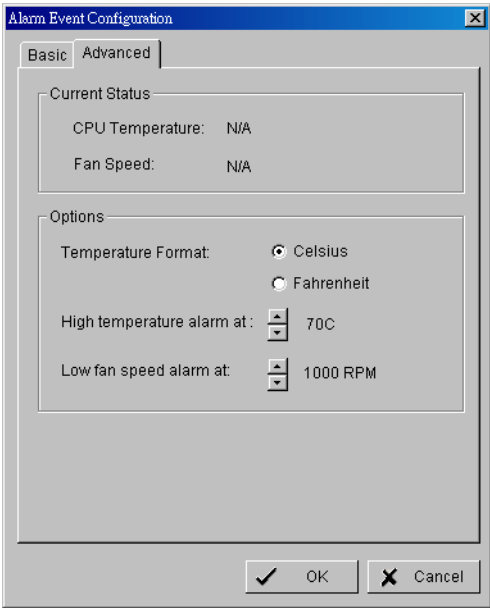 Alarm Event Configuration
Basic Advanced
Current Status
CPU Temperature: N/A
Fan Speed: N/A
Options
Temperature Format: Celsius
Fahrenheit
High temperature alarm at : 70C
Low fan speed alarm at: 1000 RPM
OK Cancel